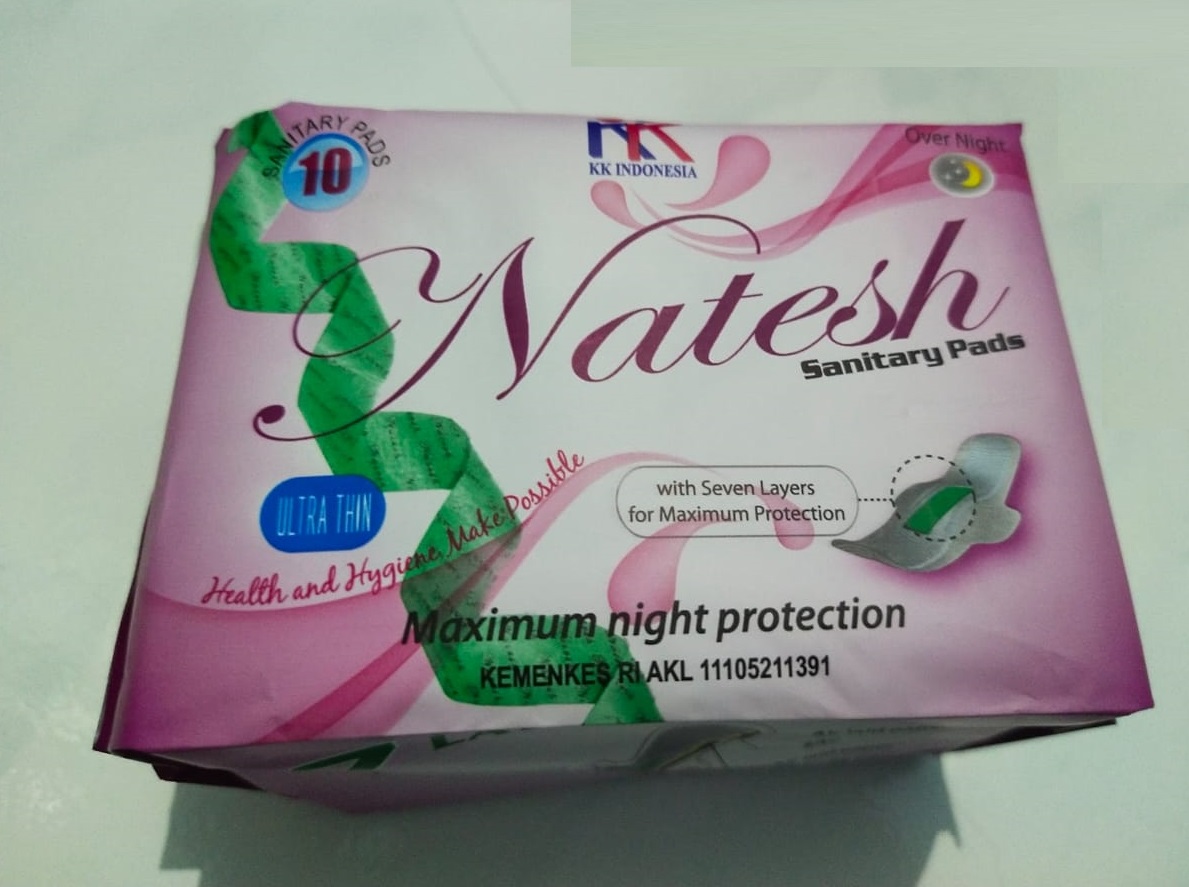 SANITARY PADS
10
KK INDONESIA
Over Night
Natesh
Sanitary Pads
ULTRA THIN
with Seven Layers
for Maximum Protection
Health and Hygiene Make Possible
Maximum night protection
KEMENKES RI AKL 11105211391